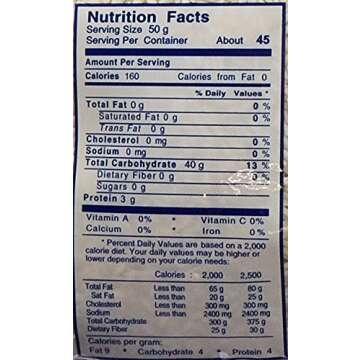 Nutrition Facts
Serving Size 50 g
Serving Per Container About 45
Amount Per Serving
Calories 160 Calories from Fat 0
% Daily Values *
Total Fat 0 g 0 %
Saturated Fat 0 g 0 %
Trans Fat 0 g
Cholesterol 0 mg 0 %
Sodium 0 mg 0 %
Total Carbohydrate 40 g 13 %
Dietary Fiber 0 g 0 %
Sugars 0 g
Protein 3 g
Vitamin A 0% • Vitamin C 0%
Calcium 0% • Iron 0%
* Percent Daily Values are based on a 2,000
calorie diet. Your daily values may be higher or
lower depending on your calorie needs:
Calories : 2,000 2,500
Total Fat Less than 65 g 80 g
Sat Fat Less than 20 g 25 g
Cholesterol Less than 300 mg 300 mg
Sodium Less than 2400 mg 2400 mg
Total Carbohydrate 300 g 375 g
Dietary Fiber 25 g 30 g
Calories per gram:
Fat 9 • Carbohydrate 4 • Protein 4